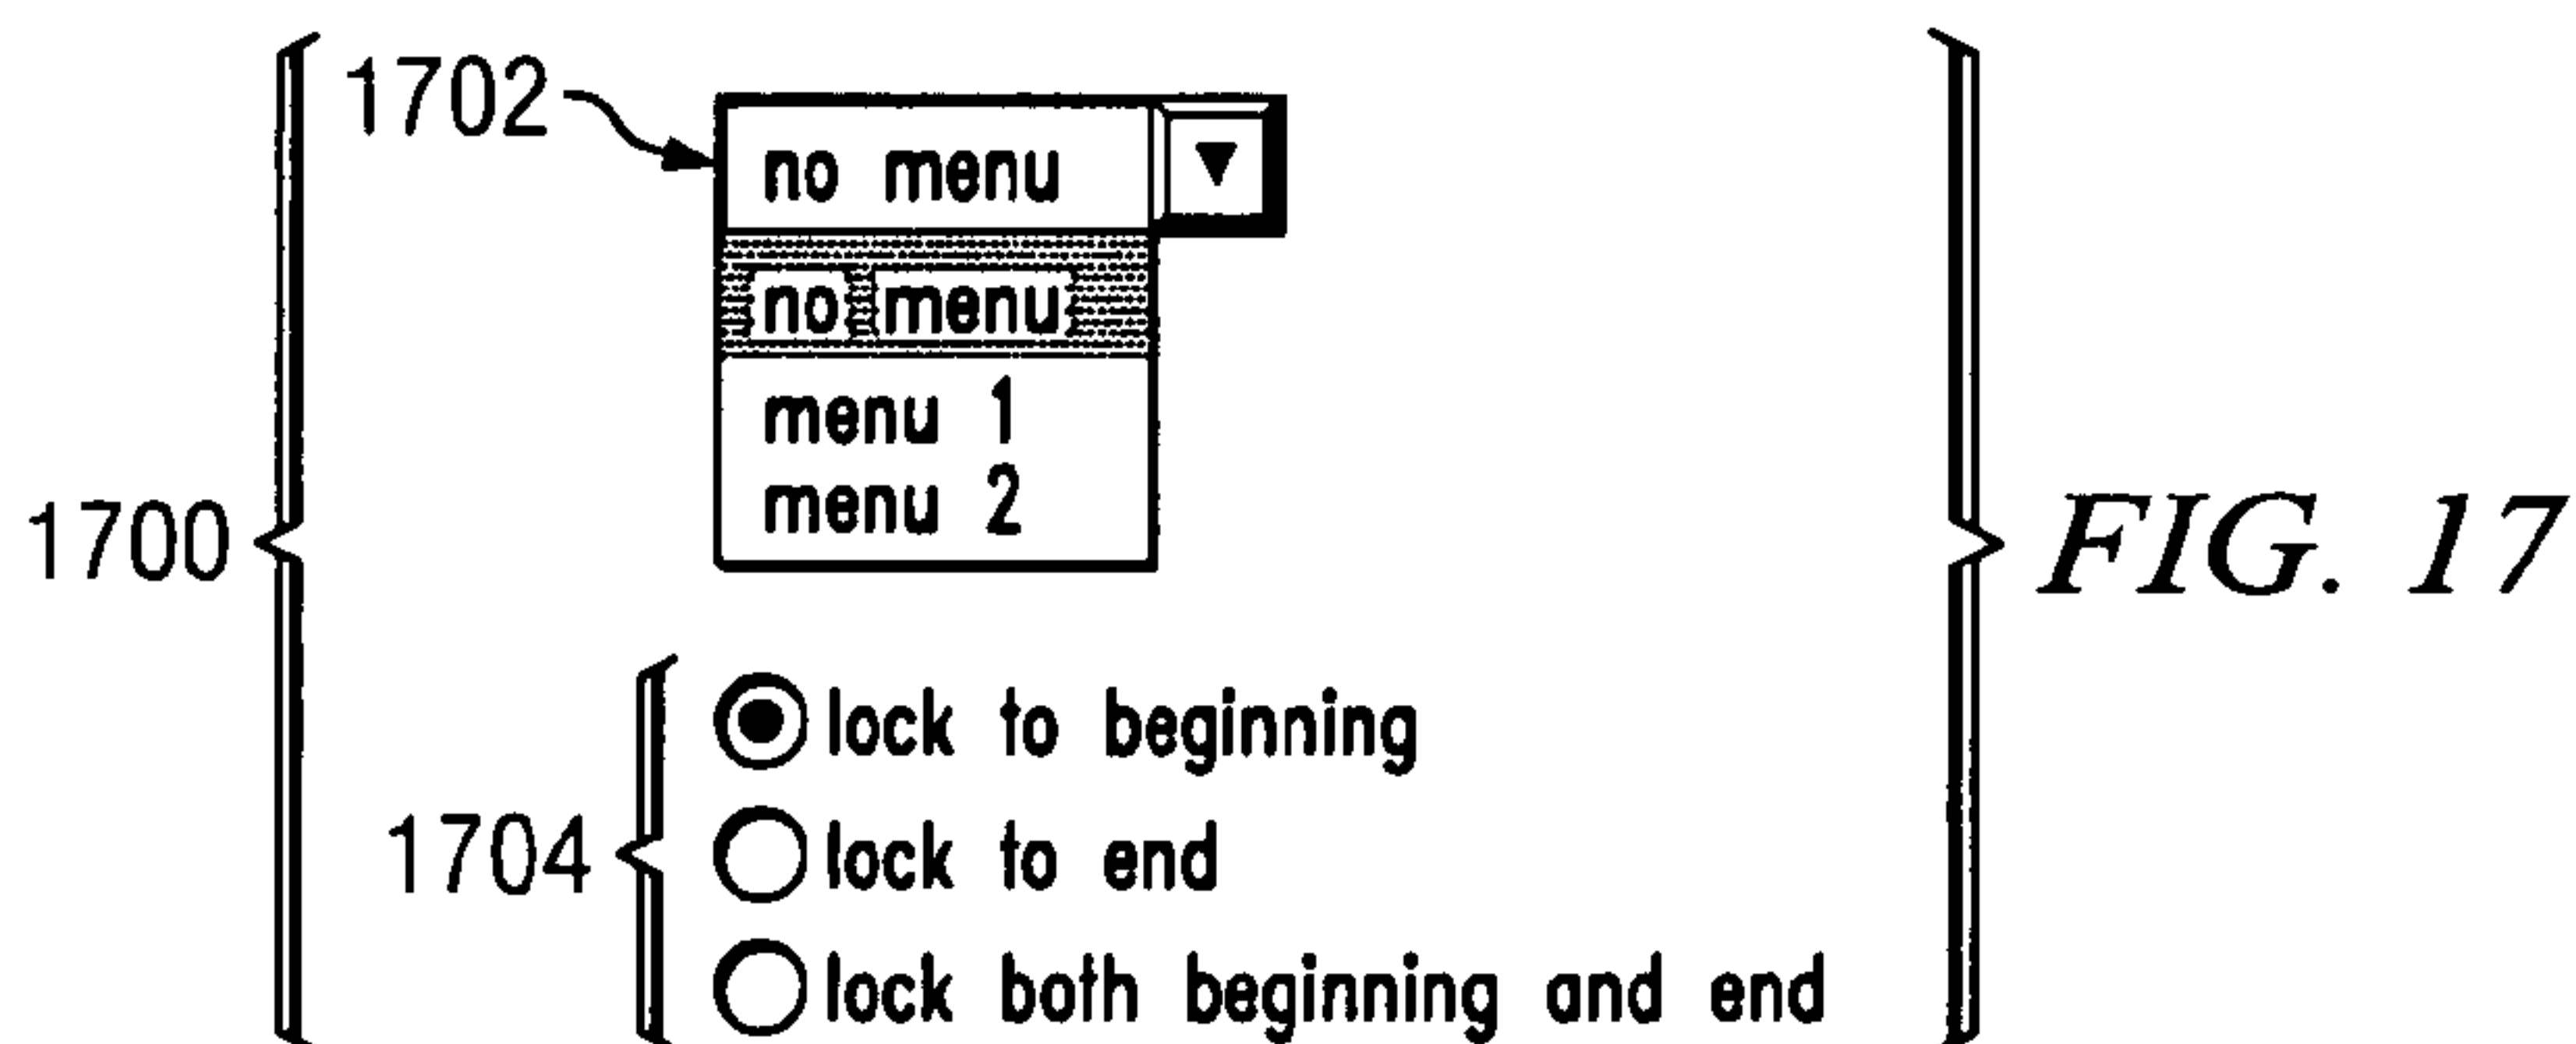 1702
no menu
no menu
menu 1
menu 2
1700
FIG. 17
1704
lock to beginning
lock to end
lock both beginning and end